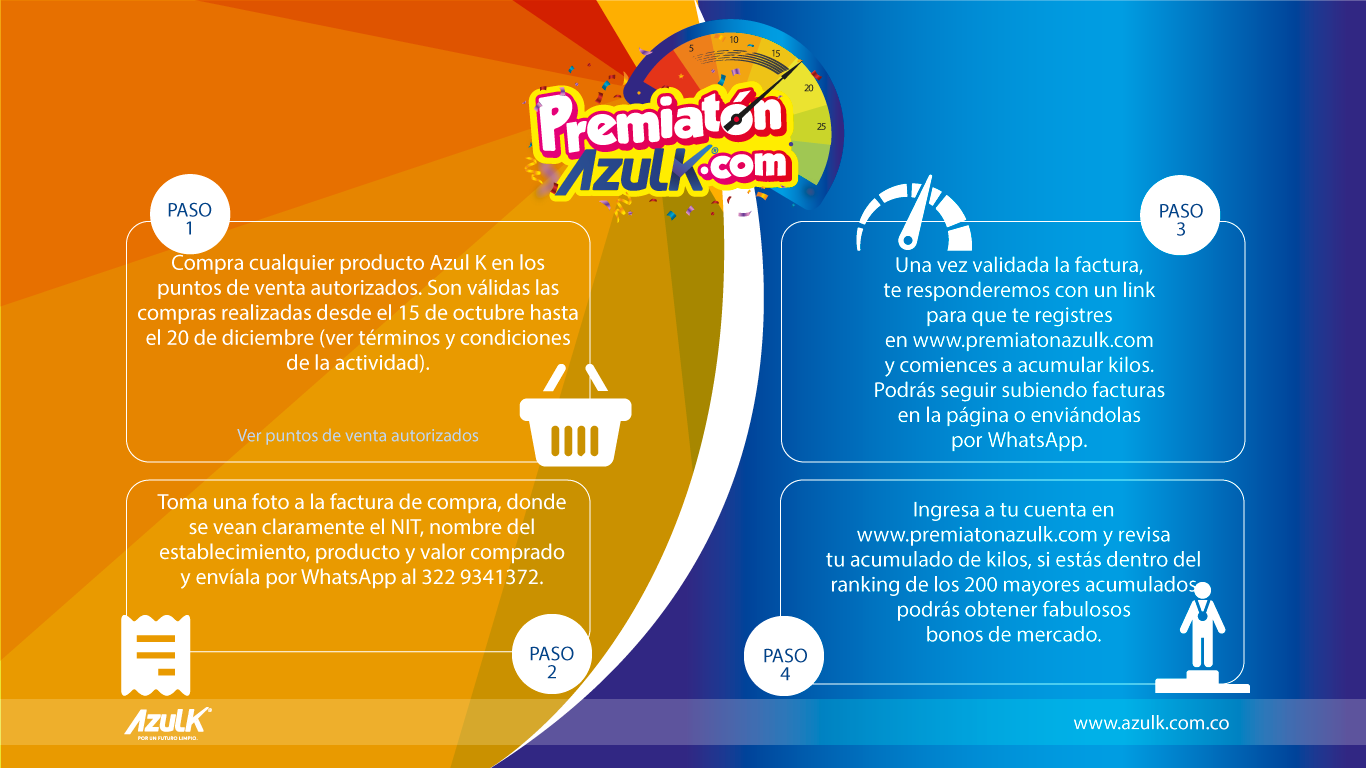 5
10
15
20
25
Premiatón
AzulK®.com
PASO
1
Compra cualquier producto Azul K en los
puntos de venta autorizados. Son válidas las
compras realizadas desde el 15 de octubre hasta
el 20 de diciembre (ver términos y condiciones
de la actividad).
Ver puntos de venta autorizados
Toma una foto a la factura de compra, donde
se vean claramente el NIT, nombre del
establecimiento, producto y valor comprado
y envíala por WhatsApp al 322 9341372.
PASO
2
PASO
3
Una vez validada la factura,
te responderemos con un link
para que te registres
en www.premiatonazulk.com
y comiences a acumular kilos.
Podrás seguir subiendo facturas
en la página o enviándolas
por WhatsApp.
Ingresa a tu cuenta en
www.premiatonazulk.com y revisa
tu acumulado de kilos, si estás dentro del
ranking de los 200 mayores acumulados
podrás obtener fabulosos
bonos de mercado.
PASO
4
AzulK®
POR UN FUTURO LIMPIO.
www.azulk.com.co